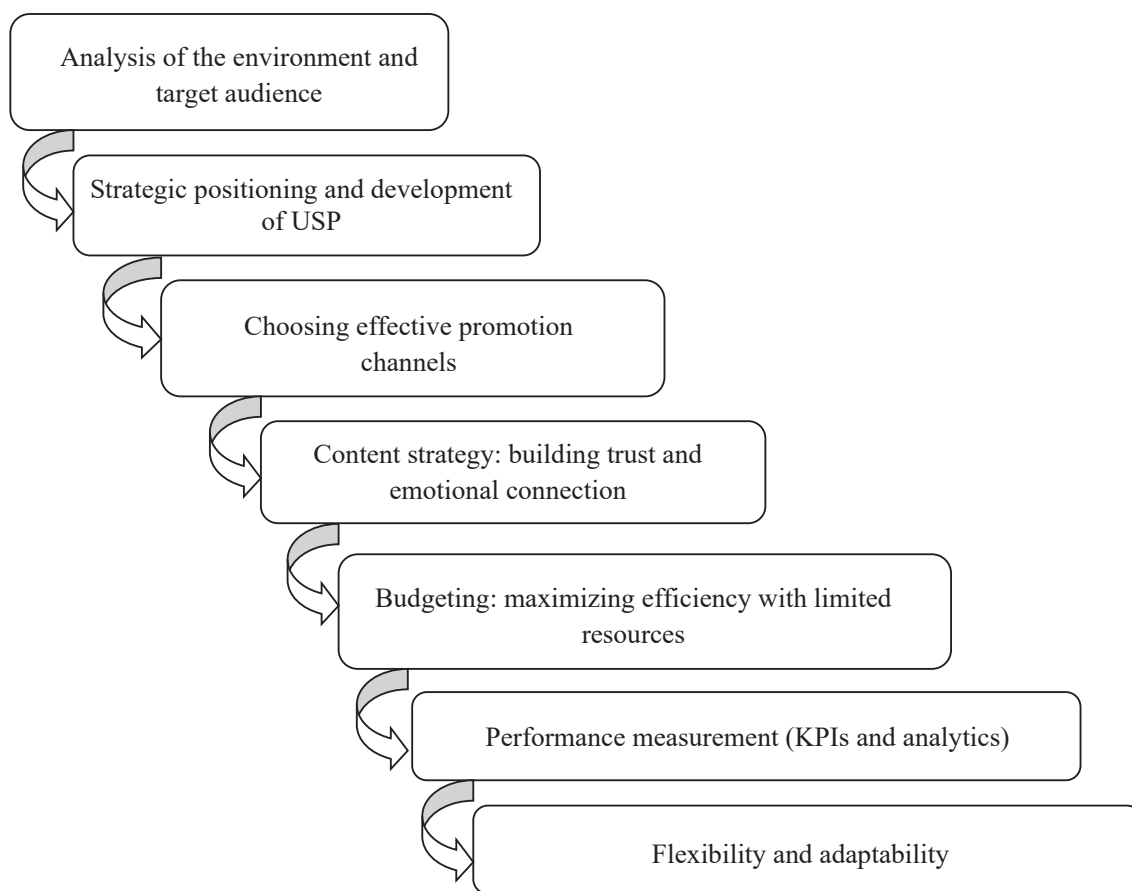 Analysis of the environment and
target audience
Strategic positioning and development
of USP
Choosing effective promotion
channels
Content strategy: building trust and
emotional connection
Budgeting: maximizing efficiency with limited
resources
Performance measurement (KPIs and analytics)
Flexibility and adaptability